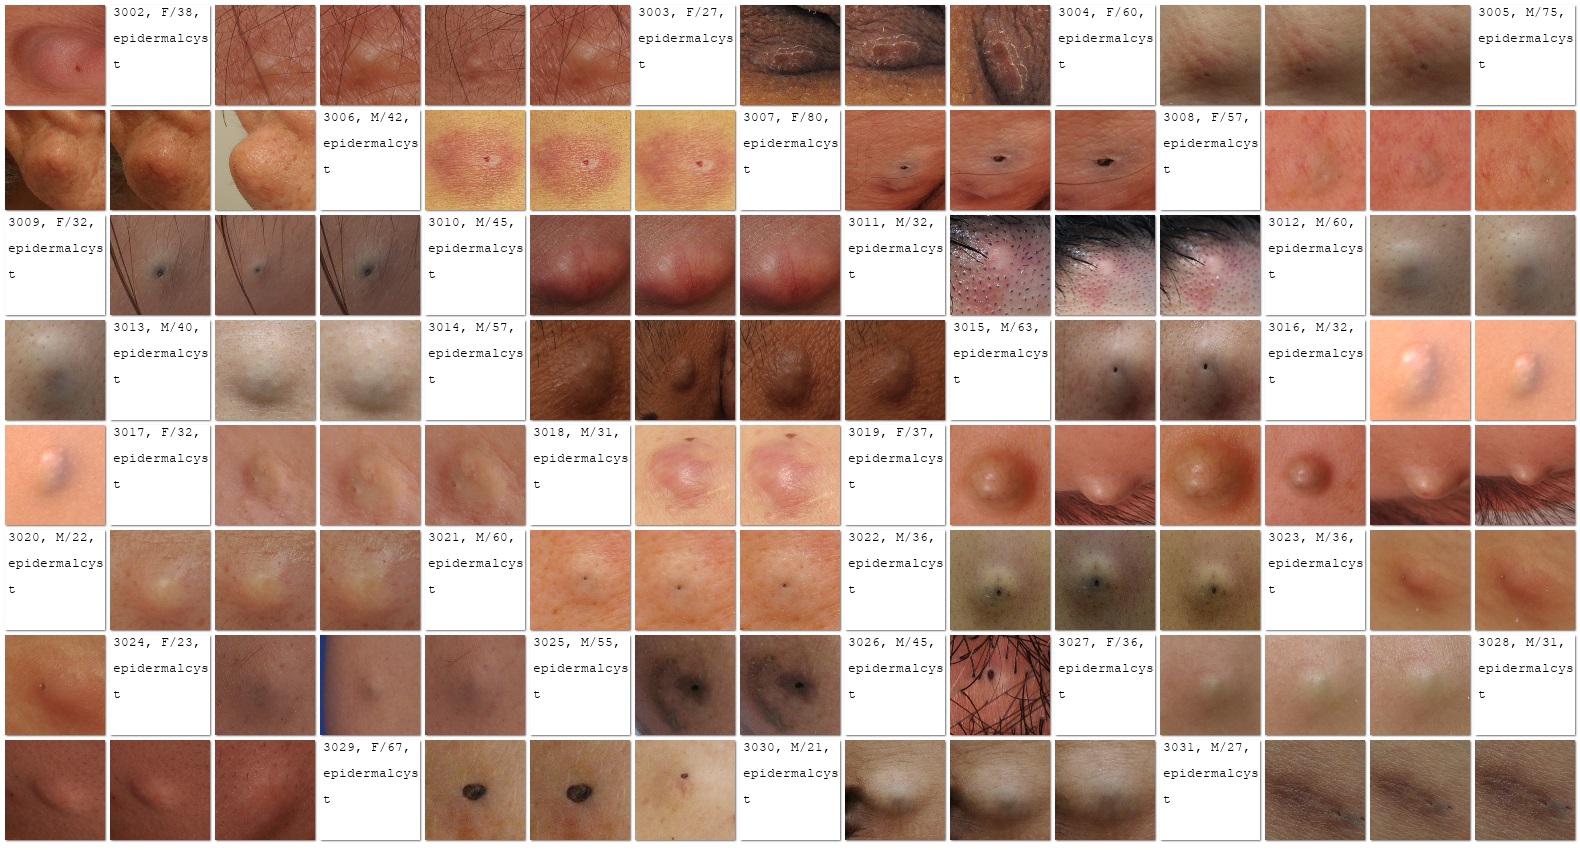 3002, F/38,
epidermalcys
t
3003, F/27,
epidermalcys
t
3004, F/60,
epidermalcys
t
3005, M/75,
epidermalcys
t
3006, M/42,
epidermalcys
t
3007, F/80,
epidermalcys
t
3008, F/57,
epidermalcys
t
3009, F/32,
epidermalcys
t
3010, M/45,
epidermalcys
t
3011, M/32,
epidermalcys
t
3012, M/60,
epidermalcys
t
3013, M/40,
epidermalcys
t
3014, M/57,
epidermalcys
t
3015, M/63,
epidermalcys
t
3016, M/32,
epidermalcys
t
3017, F/32,
epidermalcys
t
3018, M/31,
epidermalcys
t
3019, F/37,
epidermalcys
t
3020, M/22,
epidermalcys
t
3021, M/60,
epidermalcys
t
3022, M/36,
epidermalcys
t
3023, M/36,
epidermalcys
t
3024, F/23,
epidermalcys
t
3025, M/55,
epidermalcys
t
3026, M/45,
epidermalcys
t
3027, F/36,
epidermalcys
t
3028, M/31,
epidermalcys
t
3029, F/67,
epidermalcys
t
3030, M/21,
epidermalcys
t
3031, M/27,
epidermalcys
t